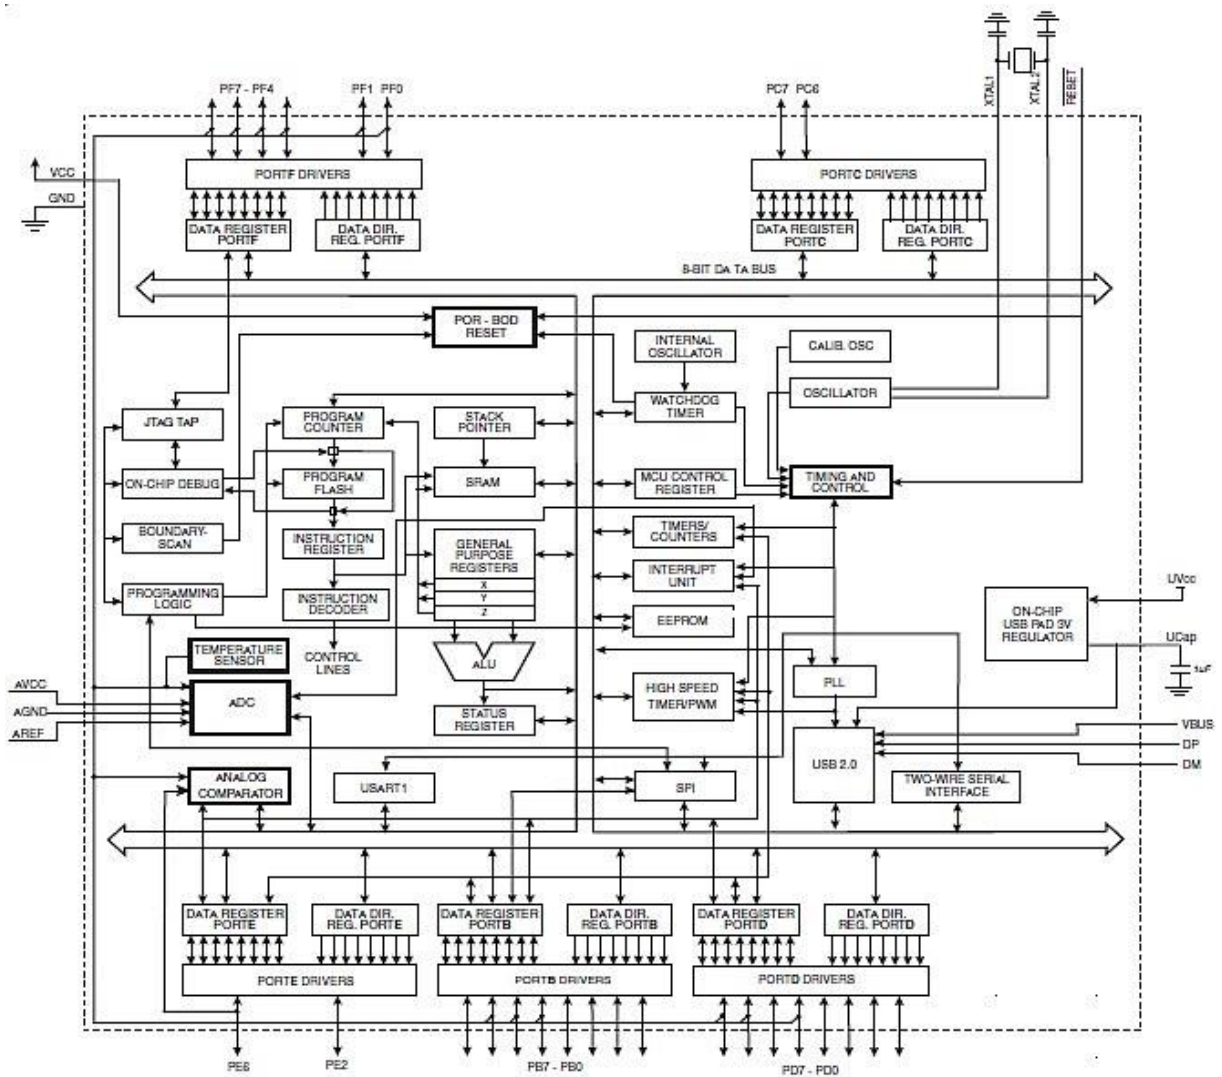 XTAL1
XTAL2
RESET
PF7 - PF4
PF1 PF0
PC7 PC6
VCC
GND
PORTF DRIVERS
PORTC DRIVERS
DATA REGISTER
PORTF
DATA DIR.
REG. PORTF
DATA REGISTER
PORTC
DATA DIR.
REG. PORTC
8-BIT DA TA BUS
POR - BOD
RESET
INTERNAL
OSCILLATOR
CALIB. OSC
OSCILLATOR
WATCHDOG
TIMER
JTAG TAP
PROGRAM
COUNTER
STACK
POINTER
ON-CHIP DEBUG
PROGRAM
FLASH
SRAM
MCU CONTROL
REGISTER
TIMING AND
CONTROL
BOUNDARY-
SCAN
INSTRUCTION
REGISTER
GENERAL
PURPOSE
REGISTERS
X
Y
Z
TIMERS/
COUNTERS
INTERRUPT
UNIT
PROGRAMMING
LOGIC
INSTRUCTION
DECODER
EEPROM
ON-CHIP
USB PAD 3V
REGULATOR
UVcc
UCap
1uF
TEMPERATURE
SENSOR
CONTROL
LINES
ALU
PLL
AVCC
AGND
AREF
ADC
STATUS
REGISTER
HIGH SPEED
TIMER/PWM
USB 2.0
VBUS
DP
DM
ANALOG
COMPARATOR
USART1
SPI
TWO-WIRE SERIAL
INTERFACE
DATA REGISTER
PORTE
DATA DIR.
REG. PORTE
DATA REGISTER
PORTB
DATA DIR.
REG. PORTB
DATA REGISTER
PORTD
DATA DIR.
REG. PORTD
PORTE DRIVERS
PORTB DRIVERS
PORTD DRIVERS
PE6
PE2
PB7 - PB0
PD7 - PD0